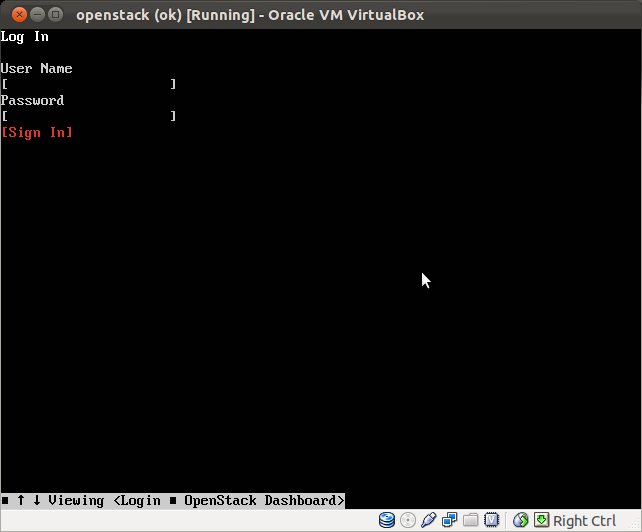 openstack (ok) [Running] - Oracle VM VirtualBox
Log In
User Name
[                    ]
Password
[                    ]
[Sign In]
■ ↑ ↓ Viewing <Login ■ OpenStack Dashboard>
Right Ctrl